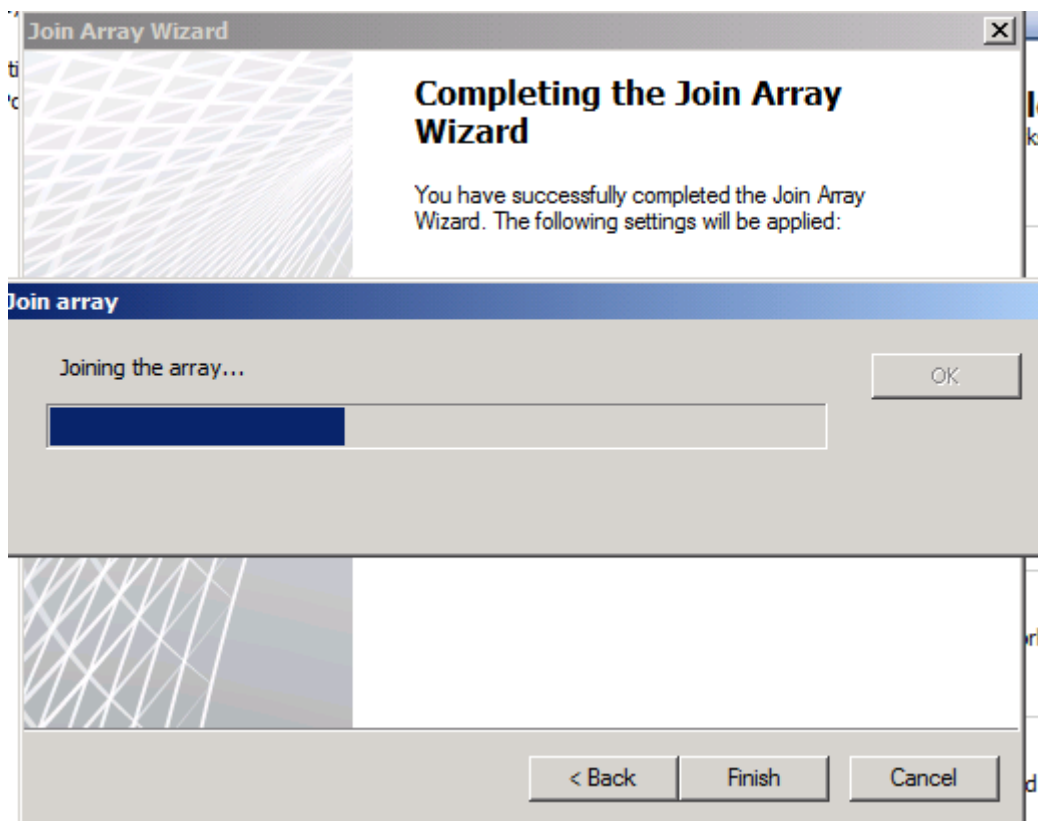 Join Array Wizard
Completing the Join Array
Wizard
You have successfully completed the Join Array
Wizard. The following settings will be applied:
Join array
Joining the array...
OK
< Back
Finish
Cancel